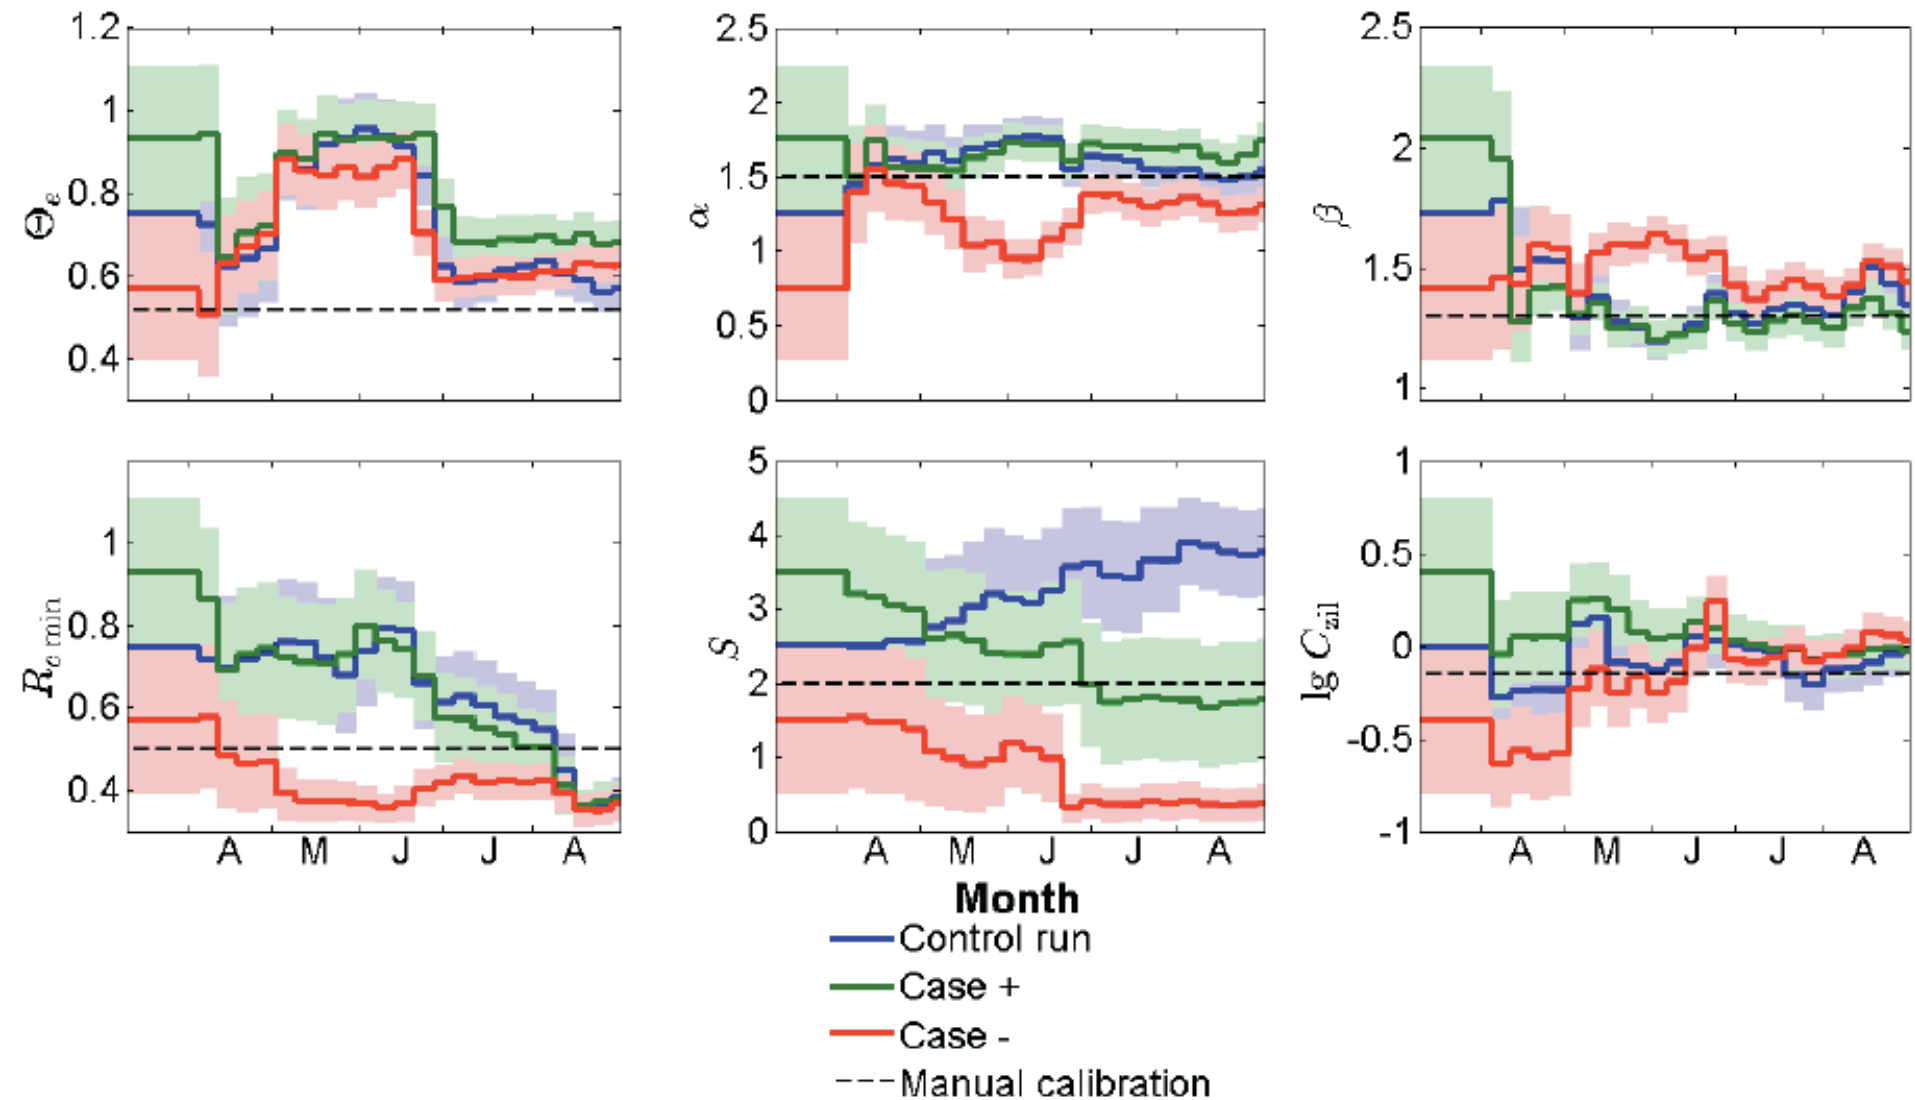 1.2
1
0.8
0.6
0.4
Θe
2.5
2
1.5
1
0.5
0
α
2.5
2
1.5
1
β
1
0.8
0.6
0.4
Rc min
A M J J A
5
4
3
2
1
0
S
A M J J A
1
0.5
0
-0.5
-1
lg Czil
A M J J A
Month
Control run
Case +
Case -
Manual calibration